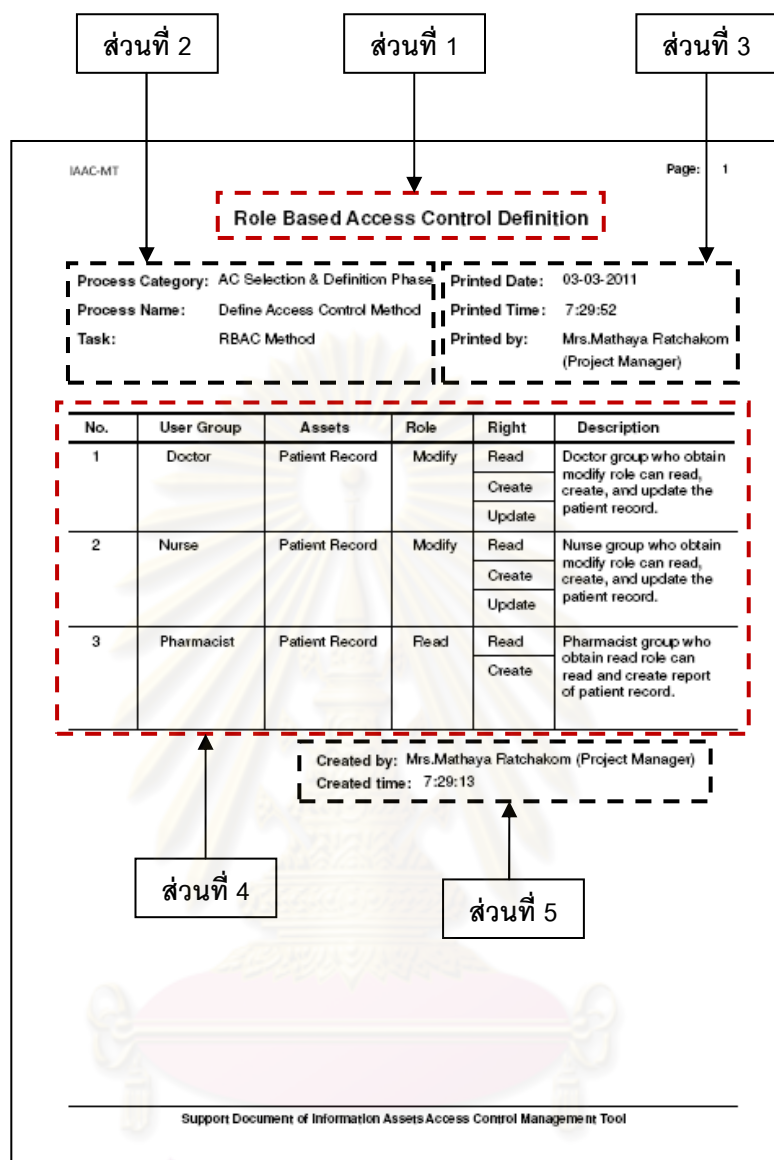 ส่วนที่ 2 ส่วนที่ 1 ส่วนที่ 3
IAAC-MT Page: 1
Role Based Access Control Definition
Process Category: AC Selection & Definition Phase
Process Name: Define Access Control Method
Task: RBAC Method
Printed Date: 03-03-2011
Printed Time: 7:29:52
Printed by: Mrs.Mathaya Ratchakom
(Project Manager)
No. User Group Assets Role Right Description
1 Doctor Patient Record Modify Read Doctor group who obtain
modify role can read,
Create create, and update the
patient record.
Update
2 Nurse Patient Record Modify Read Nurse group who obtain
modify role can read,
Create create, and update the
patient record.
Update
3 Pharmacist Patient Record Read Read Pharmacist group who
obtain read role can
Create read and create report
of patient record.
Created by: Mrs.Mathaya Ratchakom (Project Manager)
Created time: 7:29:13
ส่วนที่ 4
ส่วนที่ 5
Support Document of Information Assets Access Control Management Tool